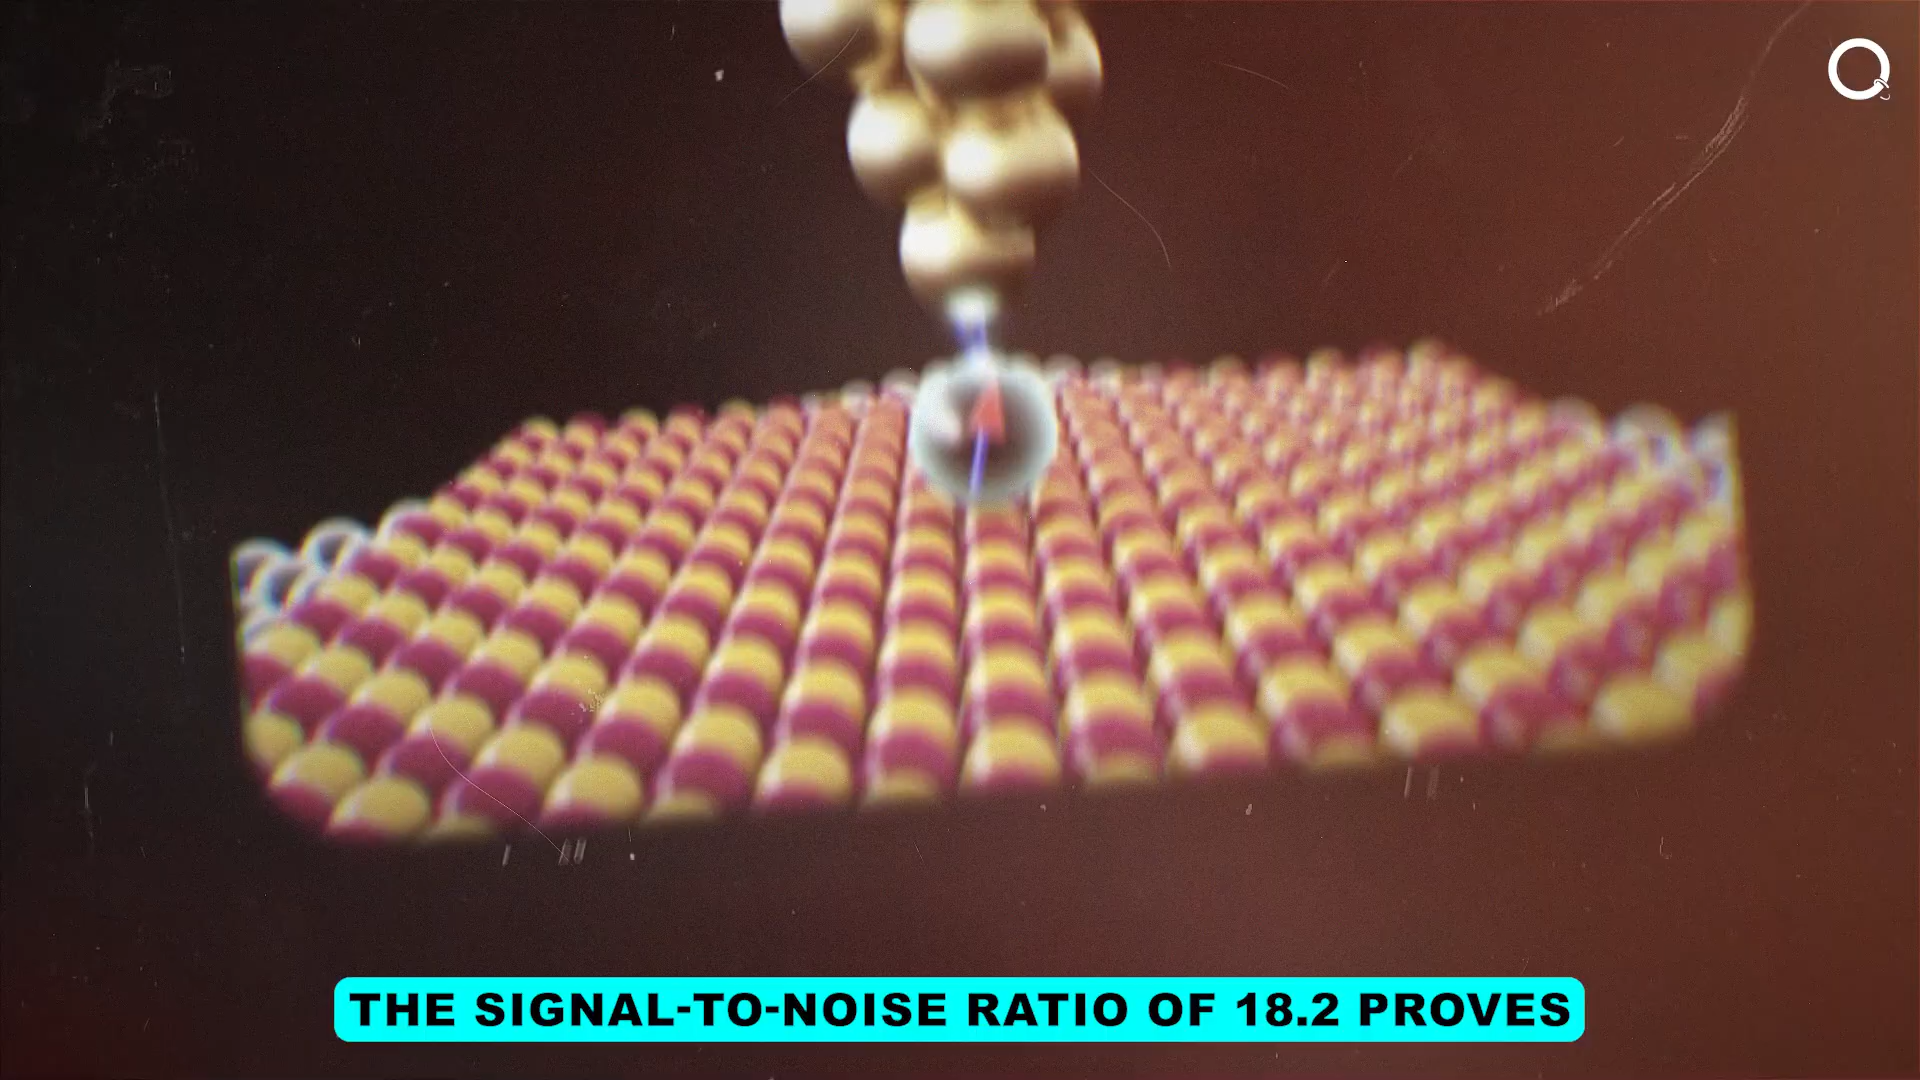 THE SIGNAL-TO-NOISE RATIO OF 18.2 PROVES